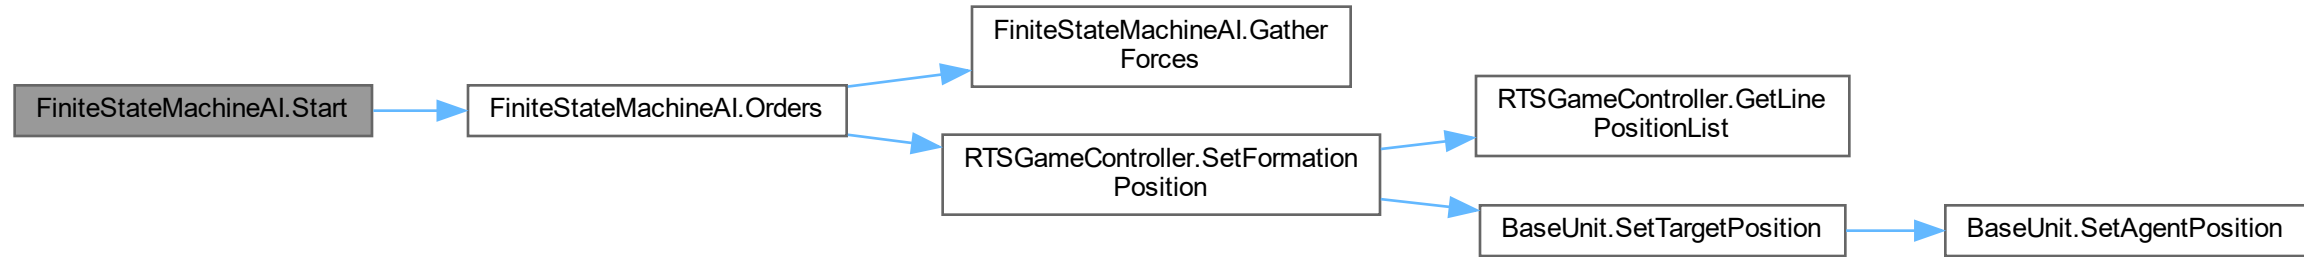 FiniteStateMachineAI.Start
FiniteStateMachineAI.Orders
FiniteStateMachineAI.Gather
Forces
RTSGameController.SetFormation
Position
RTSGameController.GetLine
PositionList
BaseUnit.SetTargetPosition
BaseUnit.SetAgentPosition